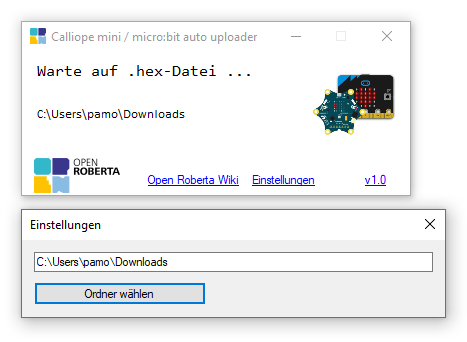 Calliope mini / micro:bit auto uploader
Warte auf .hex-Datei ...
C:\Users\pamo\Downloads
OPEN
ROBERTA
Open Roberta Wiki Einstellungen v1.0
Einstellungen
C:\Users\pamo\Downloads
Ordner wählen